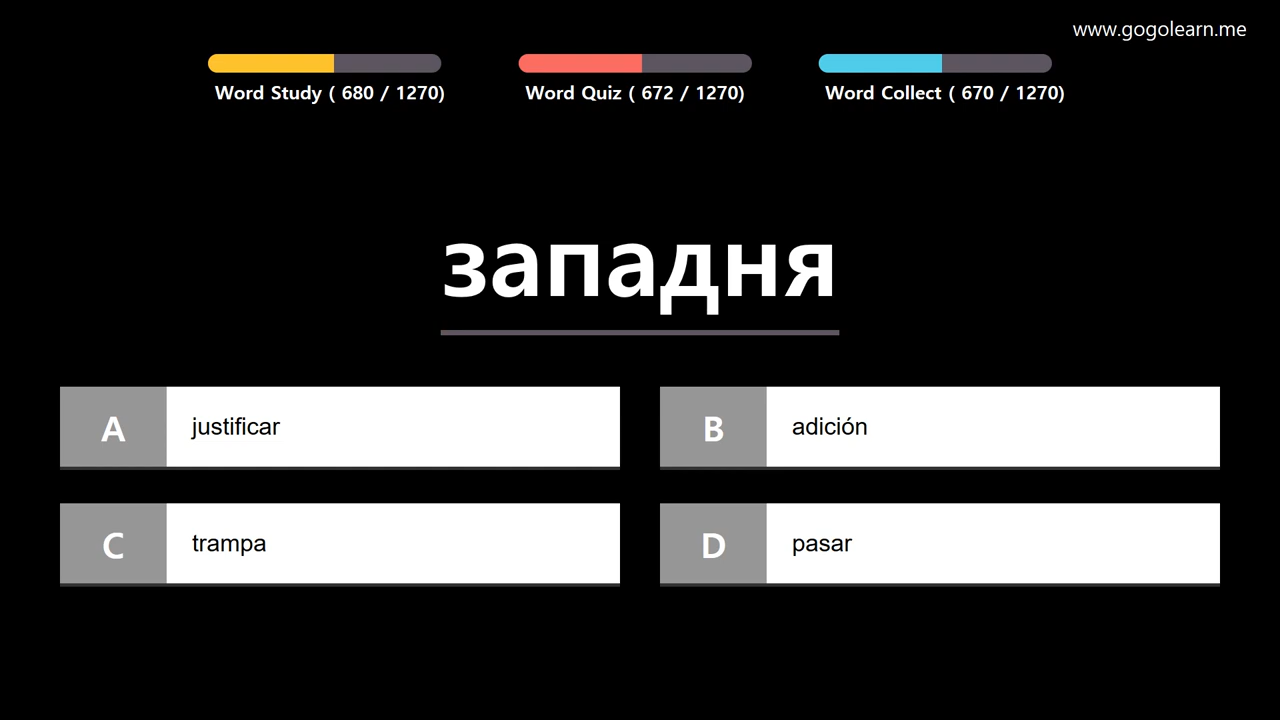 www.gogolearn.me
Word Study ( 680 / 1270)
Word Quiz ( 672 / 1270)
Word Collect ( 670 / 1270)
западня
A
justificar
B
adición
C
trampa
D
pasar